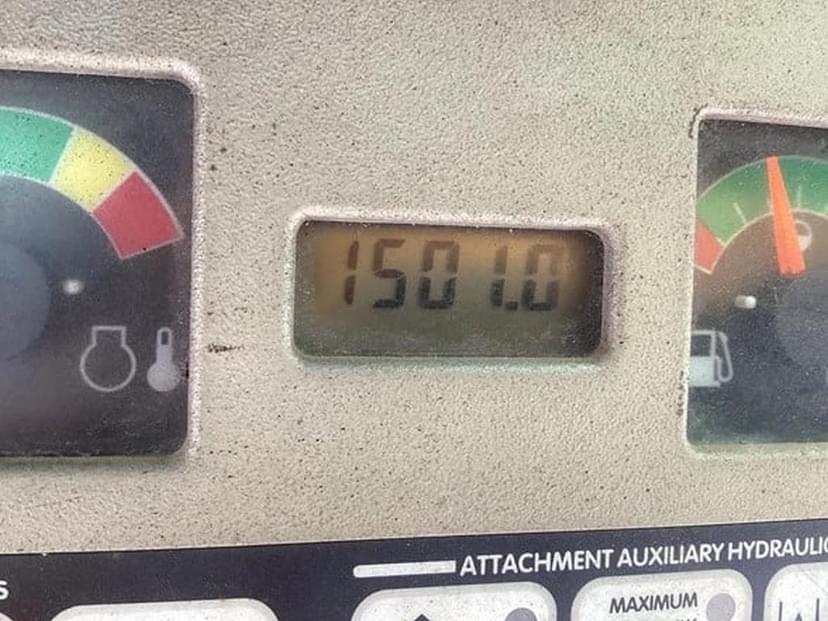 1501.0
ATTACHMENT AUXILIARY HYDRAULIC
S
MAXIMUM